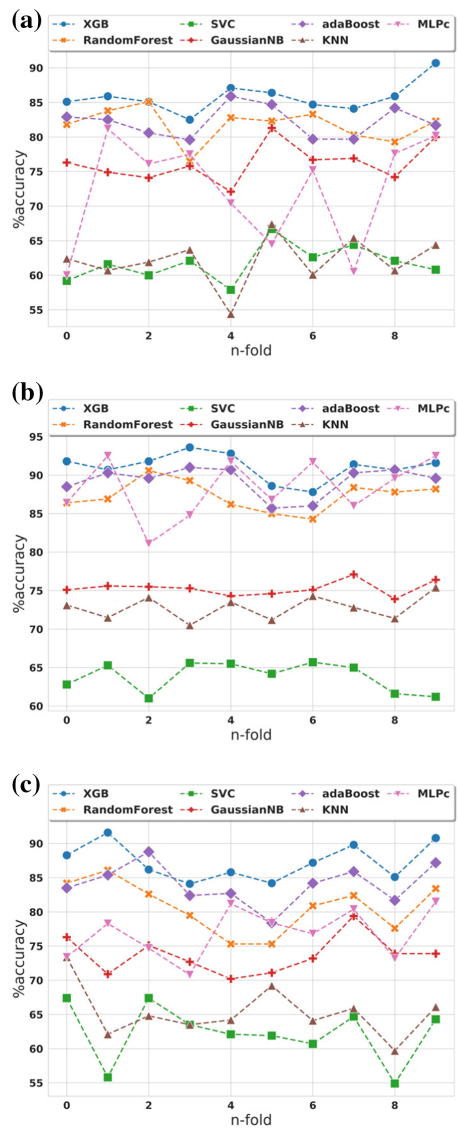 (a)
XGB SVC adaBoost MLPc
RandomForest GaussianNB KNN
90
85
80
75
70
65
60
55
%accuracy
0 2 4 6 8
n-fold
(b)
XGB SVC adaBoost MLPc
RandomForest GaussianNB KNN
95
90
85
80
75
70
65
60
%accuracy
0 2 4 6 8
n-fold
(c)
XGB SVC adaBoost MLPc
RandomForest GaussianNB KNN
90
85
80
75
70
65
60
55
%accuracy
0 2 4 6 8
n-fold